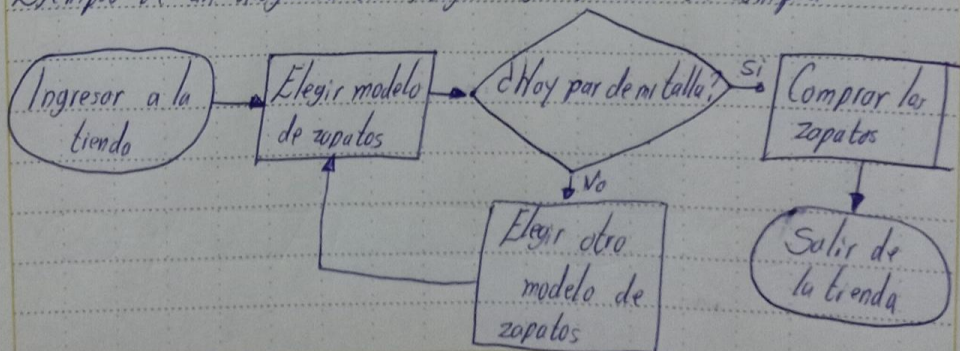 Ingresar a la
tienda
Elegir modelo
de zapatos
¿Hay par de mi talla?
Si
Comprar los
zapatos
No
Elegir otro
modelo de
zapatos
Salir de
la tienda